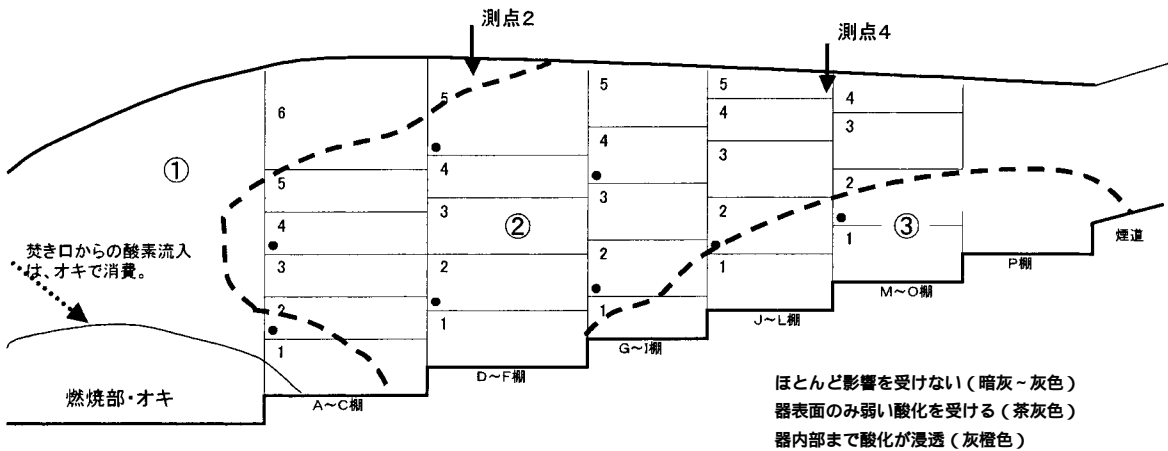 測点2
測点4
6
5
4
3
2
1
5
4
3
2
1
5
4
3
2
1
5
4
3
2
1
4
3
2
1
①
②
③
焚き口からの酸素流入
は、オキで消費。
燃焼部・オキ
A～C棚
D～F棚
G～I棚
J～L棚
M～O棚
P棚
煙道
ほとんど影響を受けない(暗灰~灰色)
器表面のみ弱い酸化を受ける(茶灰色)
器内部まで酸化が浸透(灰橙色)